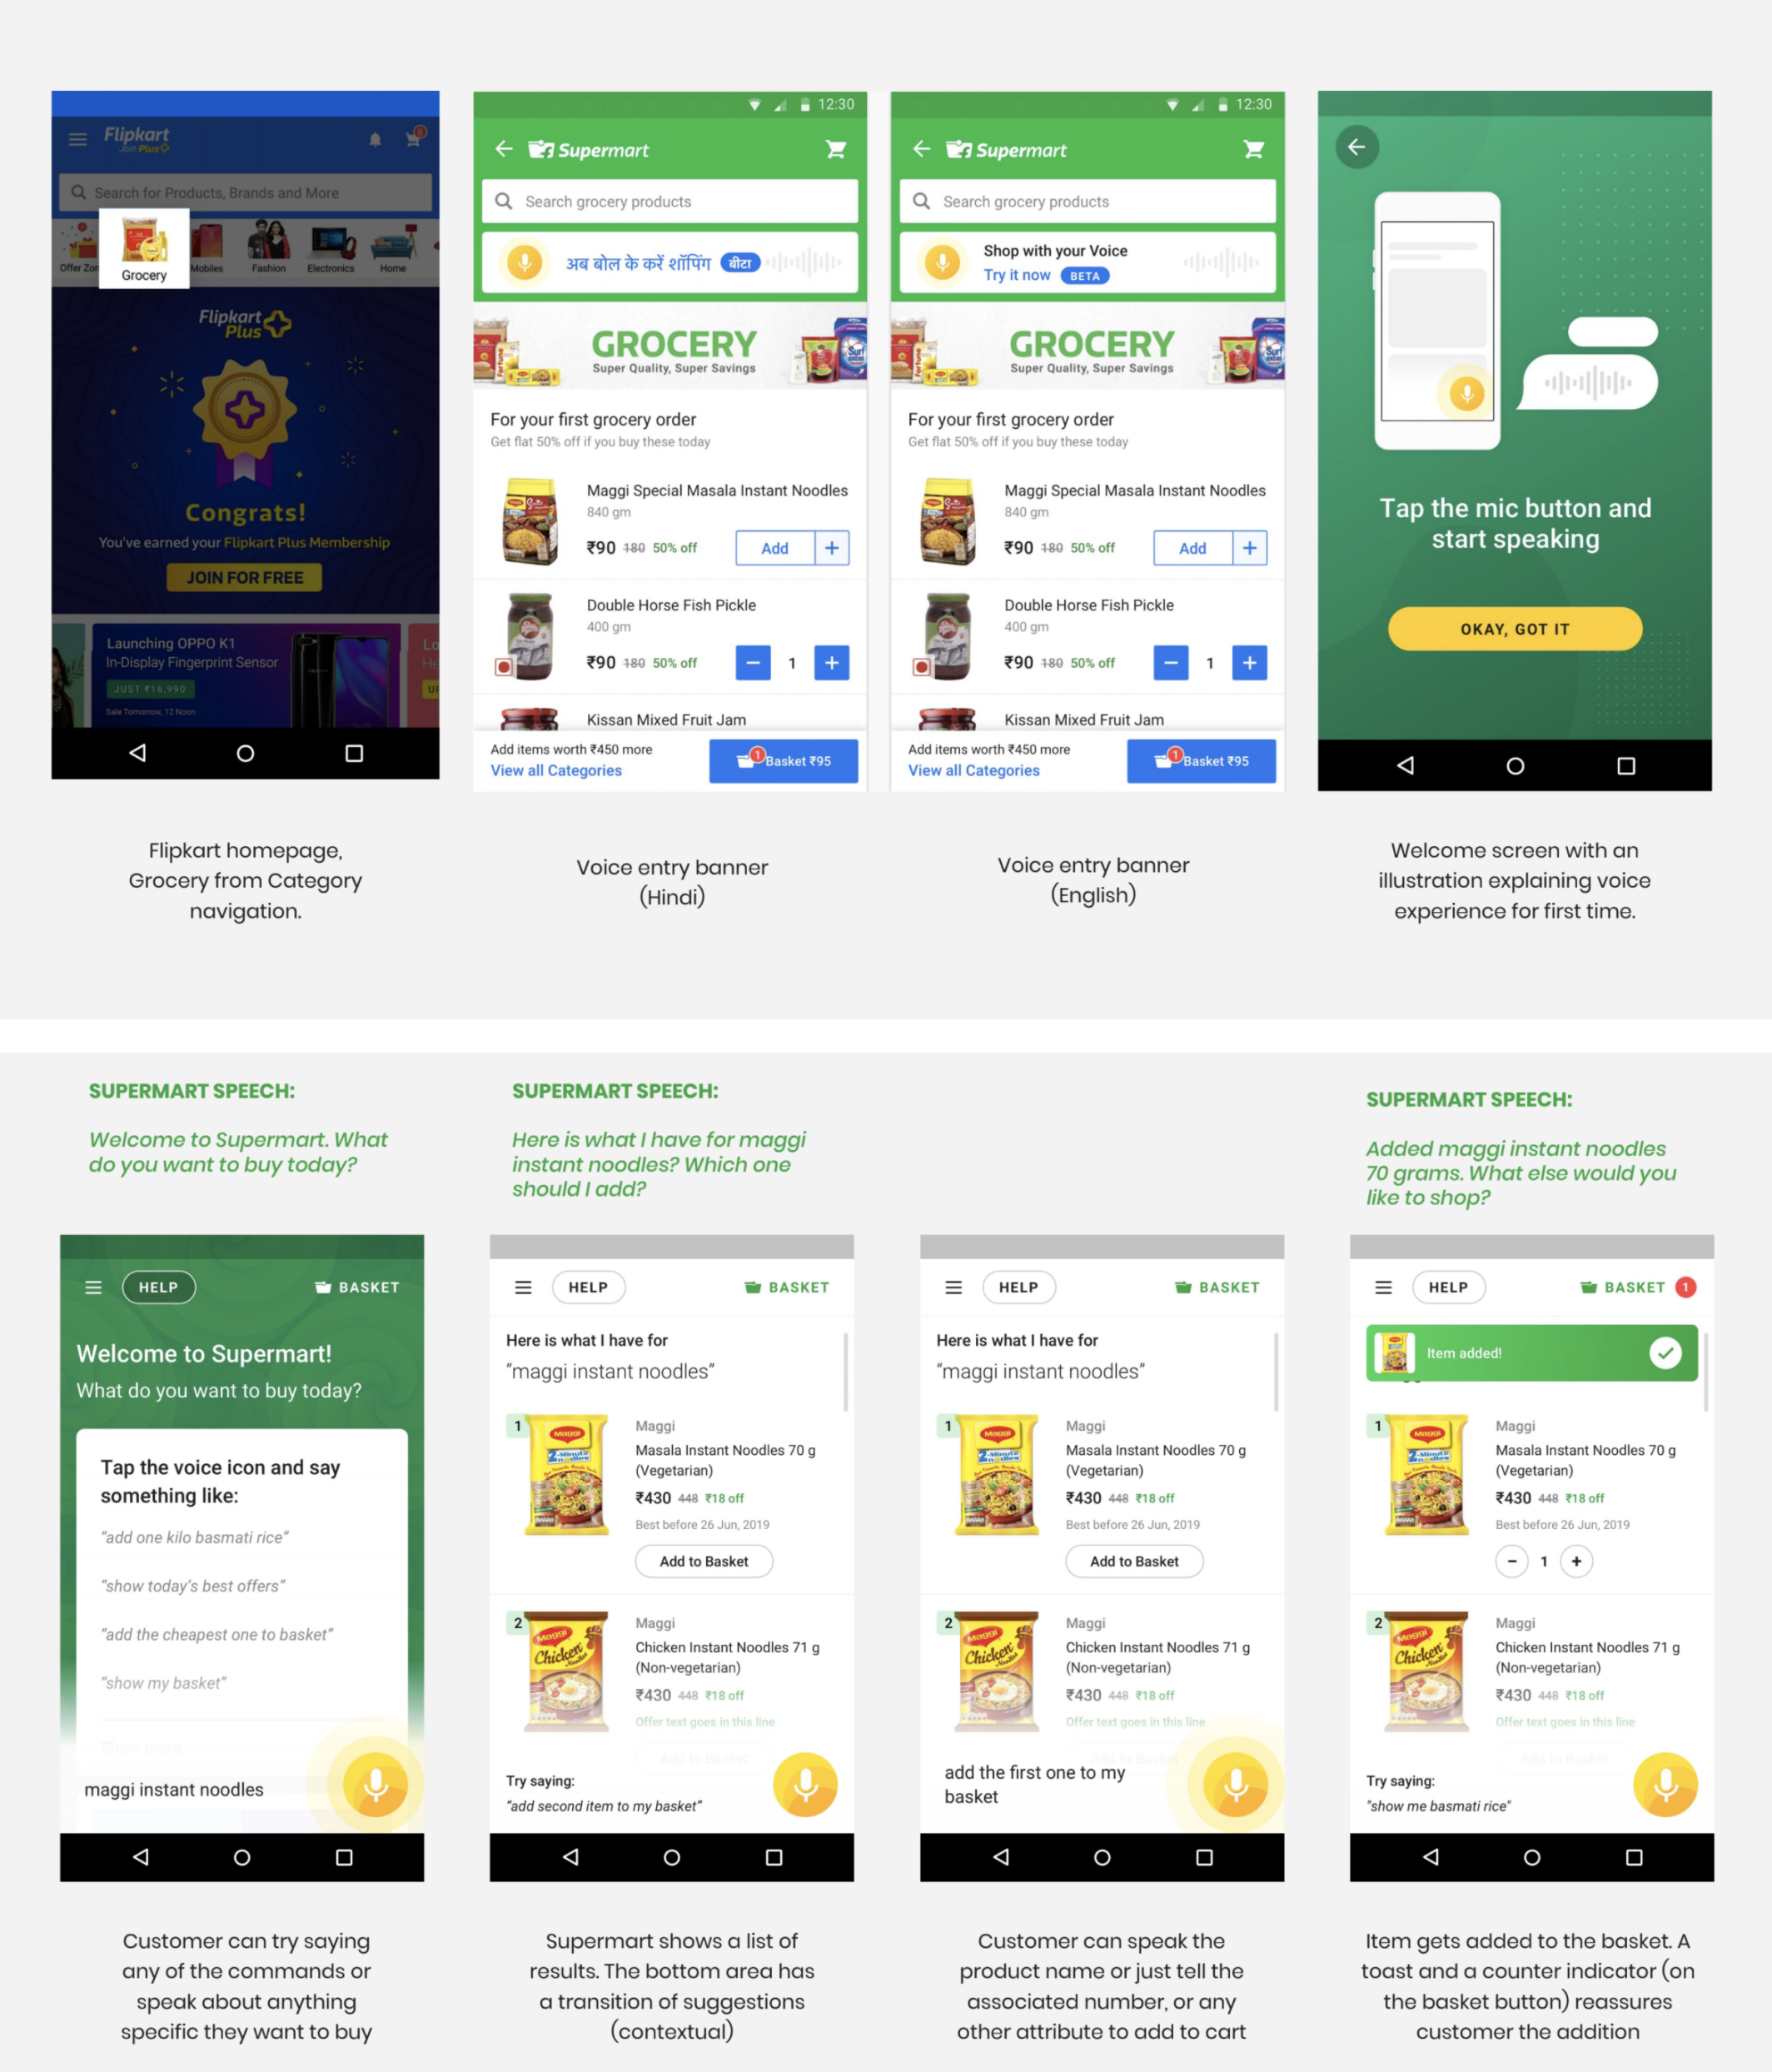 Flipkart
Join Plus
8
Search for Products, Brands and More
Offer Zon
Grocery
Mobiles
Fashion
Electronics
Home
Flipkart
Plus
Congrats!
You've earned your Flipkart Plus Membership
JOIN FOR FREE
Launching OPPO K1
In-Display Fingerprint Sensor
JUST ₹16,990
Sale Tomorrow, 12 Noon
Flipkart homepage,
Grocery from Category
navigation.
12:30
Supermart
Search grocery products
अब बोल के करें शॉपिंग बीटा
GROCERY
Super Quality, Super Savings
For your first grocery order
Get flat 50% off if you buy these today
Maggi Special Masala Instant Noodles
840 gm
₹90 180 50% off
Add +
Double Horse Fish Pickle
400 gm
₹90 180 50% off
− 1 +
Kissan Mixed Fruit Jam
Add items worth ₹450 more
View all Categories
1
Basket ₹95
Voice entry banner
(Hindi)
12:30
Supermart
Search grocery products
Shop with your Voice
Try it now BETA
GROCERY
Super Quality, Super Savings
For your first grocery order
Get flat 50% off if you buy these today
Maggi Special Masala Instant Noodles
840 gm
₹90 180 50% off
Add +
Double Horse Fish Pickle
400 gm
₹90 180 50% off
− 1 +
Kissan Mixed Fruit Jam
Add items worth ₹450 more
View all Categories
1
Basket ₹95
Voice entry banner
(English)
Tap the mic button and
start speaking
OKAY, GOT IT
Welcome screen with an
illustration explaining voice
experience for first time.
SUPERMART SPEECH:
Welcome to Supermart. What
do you want to buy today?
HELP
BASKET
Welcome to Supermart!
What do you want to buy today?
Tap the voice icon and say
something like:
"add one kilo basmati rice"
"show today's best offers"
"add the cheapest one to basket"
"show my basket"
Show more
maggi instant noodles
Customer can try saying
any of the commands or
speak about anything
specific they want to buy
SUPERMART SPEECH:
Here is what I have for maggi
instant noodles? Which one
should I add?
HELP
BASKET
Here is what I have for
"maggi instant noodles"
1
Maggi
Masala Instant Noodles 70 g
(Vegetarian)
₹430 448 ₹18 off
Best before 26 Jun, 2019
Add to Basket
2
Maggi
Chicken Instant Noodles 71 g
(Non-vegetarian)
₹430 448 ₹18 off
Offer text goes in this line
Add to Basket
Try saying:
"add second item to my basket"
Supermart shows a list of
results. The bottom area has
a transition of suggestions
(contextual)
HELP
BASKET
Here is what I have for
"maggi instant noodles"
1
Maggi
Masala Instant Noodles 70 g
(Vegetarian)
₹430 448 ₹18 off
Best before 26 Jun, 2019
Add to Basket
2
Maggi
Chicken Instant Noodles 71 g
(Non-vegetarian)
₹430 448 ₹18 off
Offer text goes in this line
Add to Basket
add the first one to my
basket
Customer can speak the
product name or just tell the
associated number, or any
other attribute to add to cart
SUPERMART SPEECH:
Added maggi instant noodles
70 grams. What else would you
like to shop?
HELP
BASKET 1
Item added!
1
Maggi
Masala Instant Noodles 70 g
(Vegetarian)
₹430 448 ₹18 off
Best before 26 Jun, 2019
− 1 +
2
Maggi
Chicken Instant Noodles 71 g
(Non-vegetarian)
₹430 448 ₹18 off
Offer text goes in this line
Add to Basket
Try saying:
"show me basmati rice"
Item gets added to the basket. A
toast and a counter indicator (on
the basket button) reassures
customer the addition